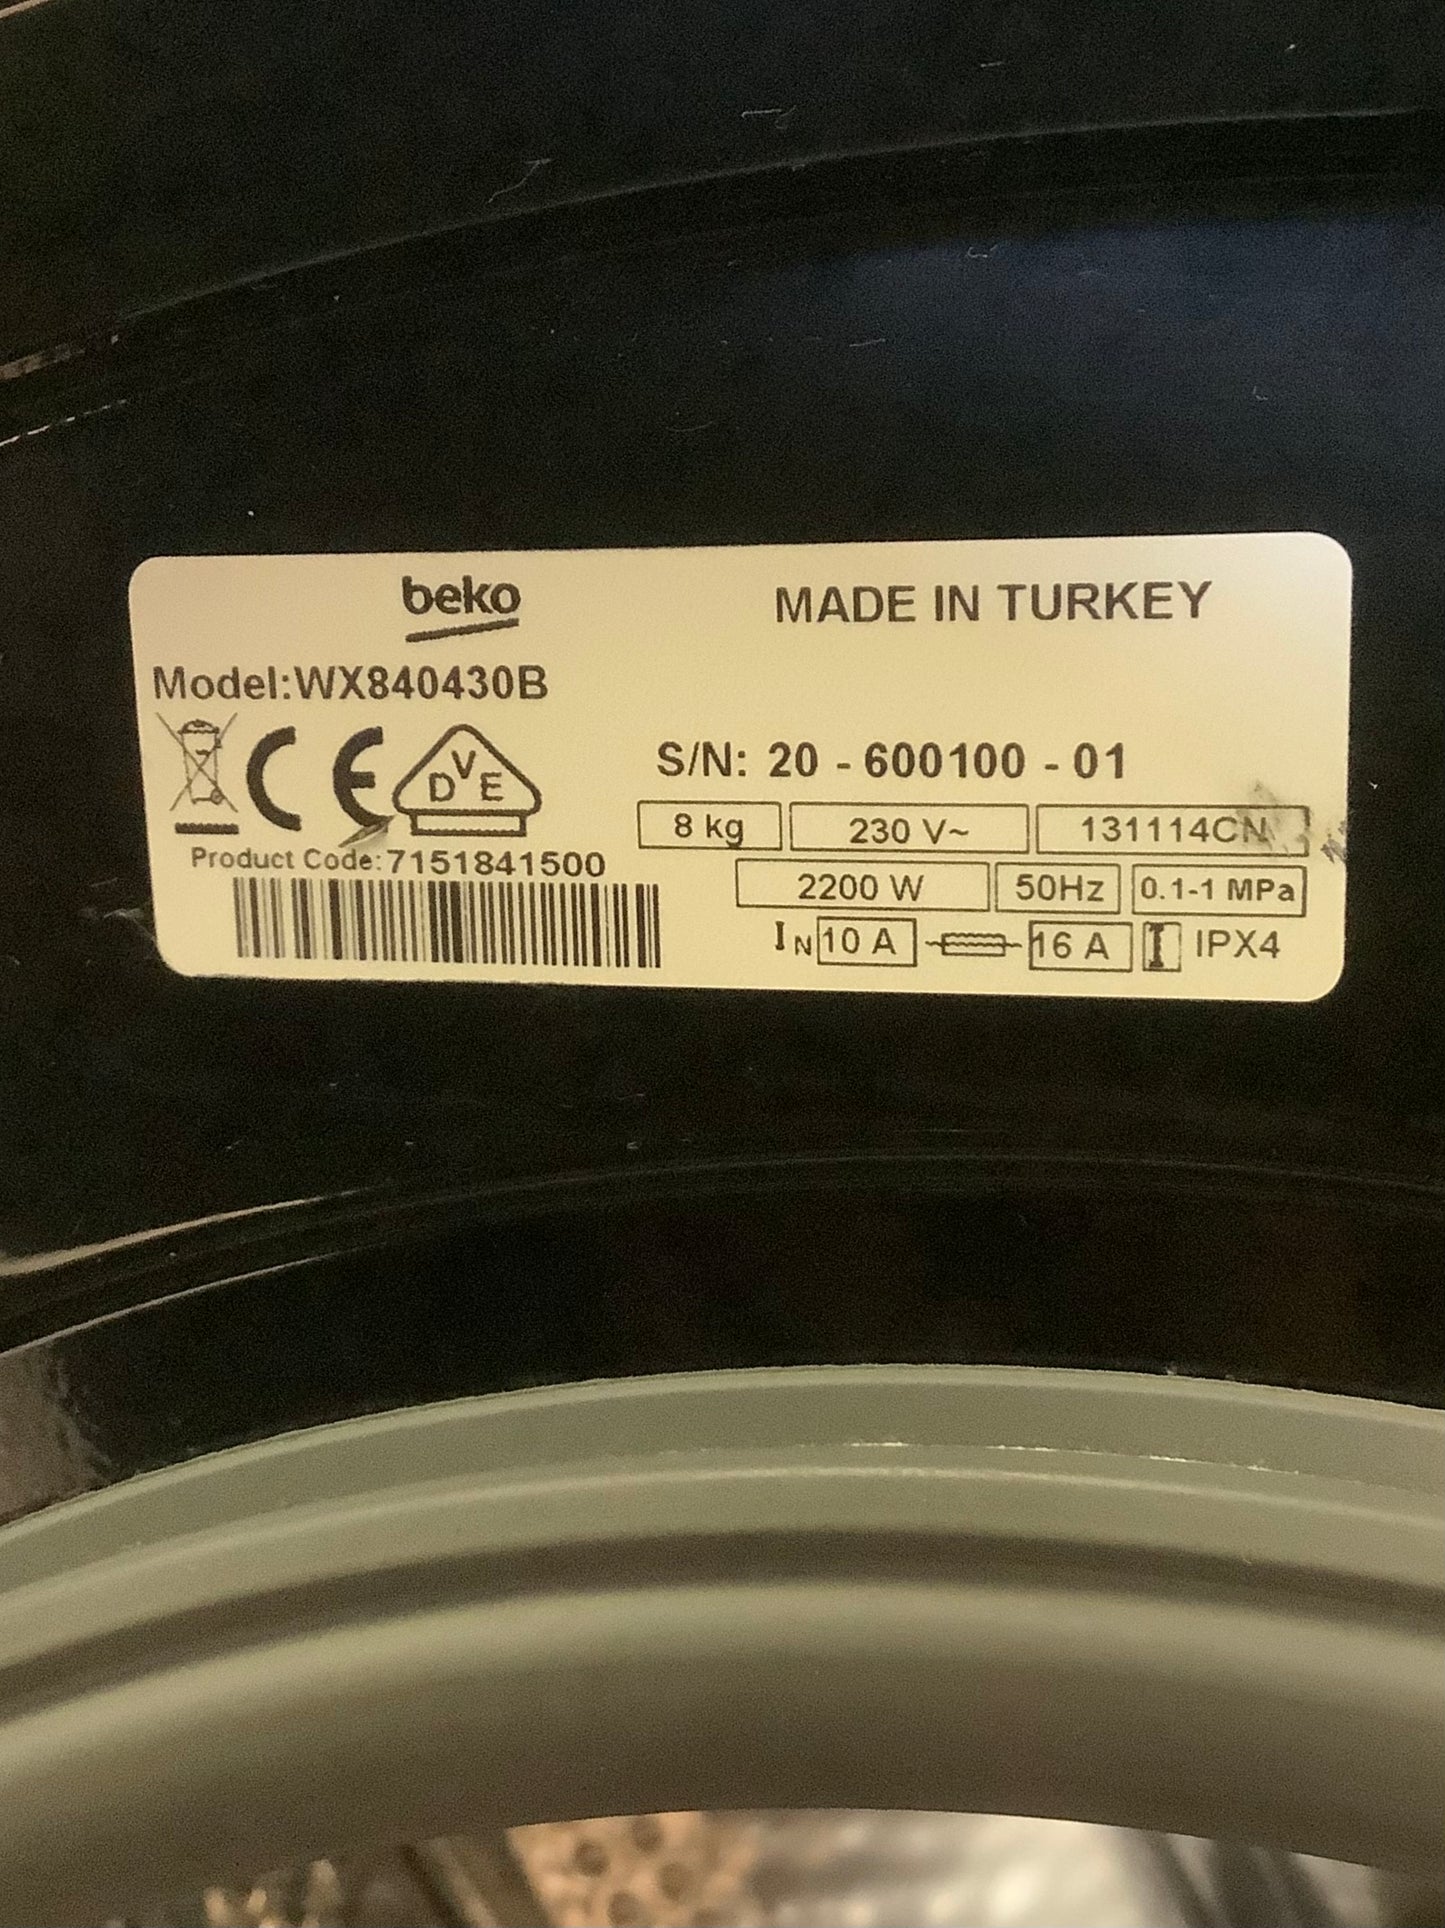 beko
MADE IN TURKEY
Model:WX840430B
CE
DVE
S/N: 20 - 600100 - 01
8 kg 230 V~ 131114CN
Product Code:7151841500
2200 W 50Hz 0.1-1 MPa
IN 10 A 16 A IPX4